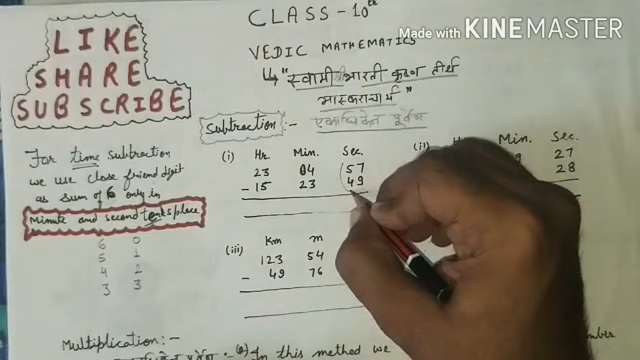 Made with KINEMASTER
CLASS - 10th
LIKE
SHARE
SUBSCRIBE
VEDIC MATHEMATICS
"स्वामी भारती कृष्ण तीर्थ
भास्कराचार्य"
Subtraction :- एकाधिकेन पूर्वेण
For time Subtraction
we use close friend digit
as sum of 6 only in
Minute and second tens place
6 0
5 1
4 2
3 3
(i) Hr. Min. Sec.
23 04 57
- 15 23 49
(ii) Min. Sec.
27
28
(iii) Km m
123 54
- 49 76
Multiplication :-
पूर्वेण :- In this method we